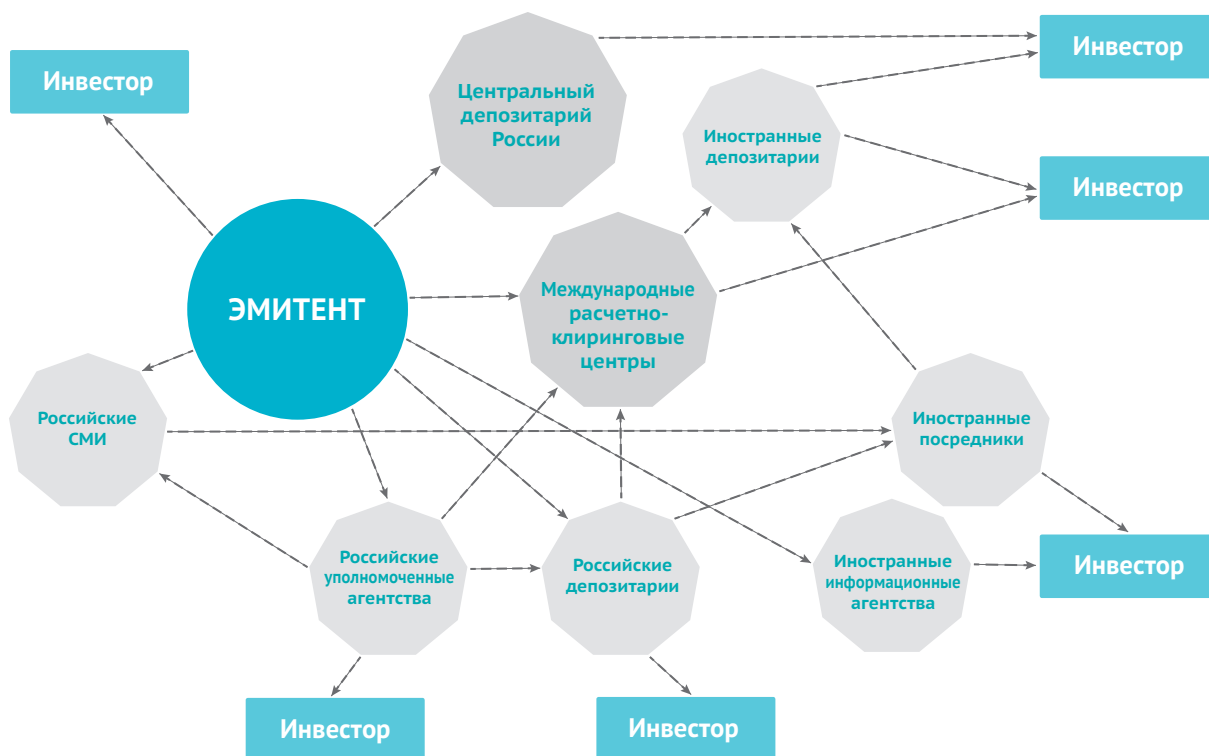 Инвестор
Инвестор
Центральный
депозитарий
России
Иностранные
депозитарии
Инвестор
ЭМИТЕНТ
Международные
расчетно-
клиринговые
центры
Российские
СМИ
Иностранные
посредники
Российские
уполномоченные
агентства
Российские
депозитарии
Иностранные
информационные
агентства
Инвестор
Инвестор
Инвестор